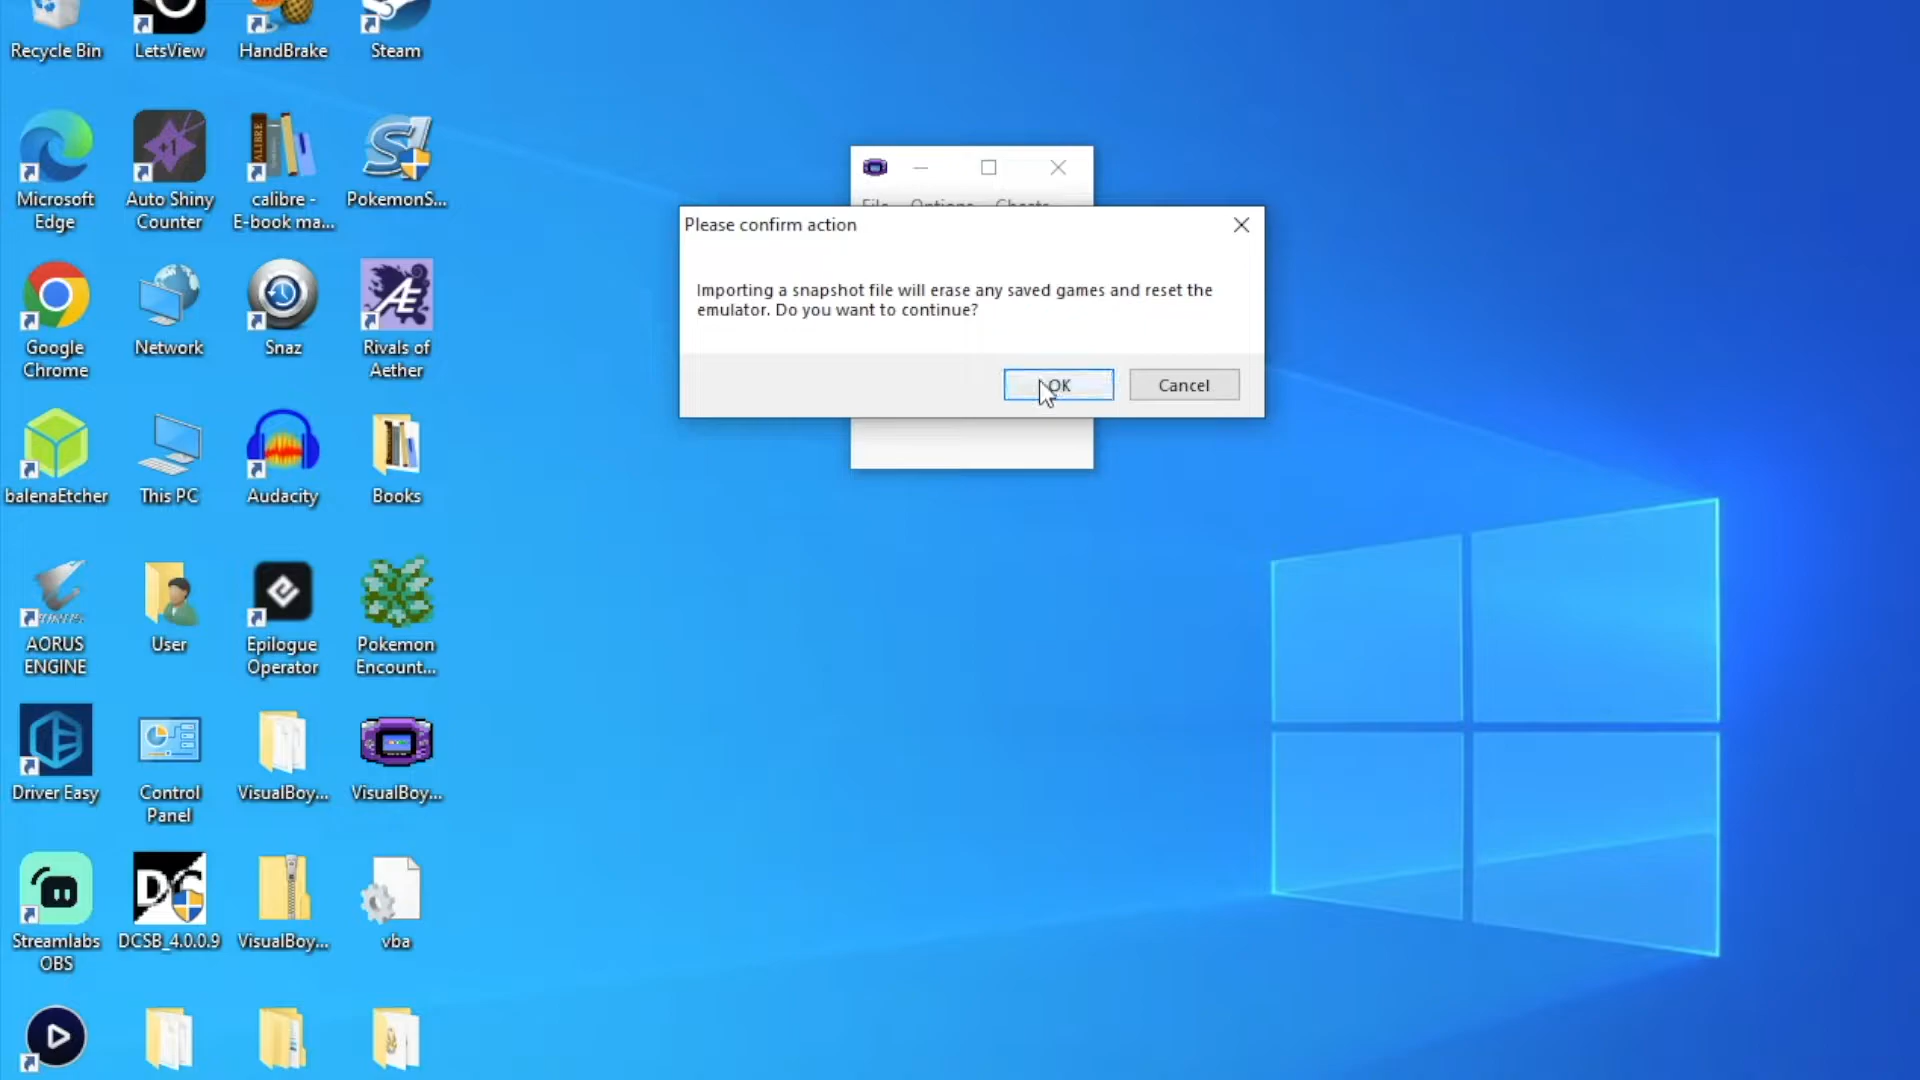 Recycle Bin
LetsView
HandBrake
Steam
Microsoft
Edge
Auto Shiny
Counter
calibre -
E-book ma...
PokemonS...
Google
Chrome
Network
Snaz
Rivals of
Aether
balenaEtcher
This PC
Audacity
Books
AORUS
ENGINE
User
Epilogue
Operator
Pokemon
Encount...
Driver Easy
Control
Panel
VisualBoy...
VisualBoy...
Streamlabs
OBS
DCSB_4.0.0.9
VisualBoy...
vba
File Options Cheats
Please confirm action
Importing a snapshot file will erase any saved games and reset the
emulator. Do you want to continue?
OK
Cancel
CALIBRE
+1
DC